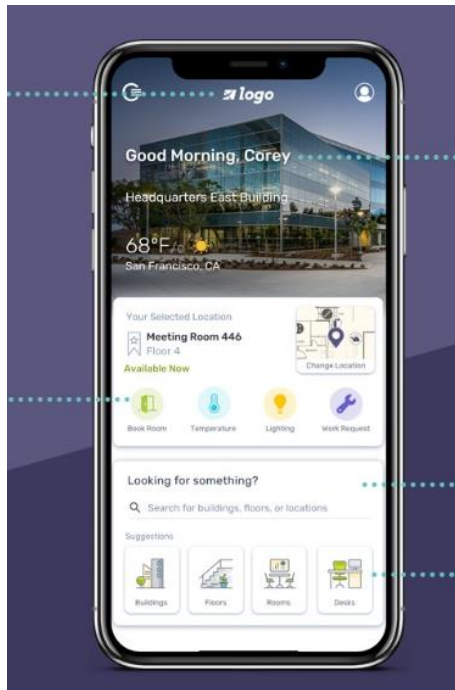 logo
Good Morning, Corey
Headquarters East Building
68°F/c
San Francisco, CA
Your Selected Location
Meeting Room 446
Floor 4
Available Now
Change Location
Book Room
Temperature
Lighting
Work Request
Looking for something?
Search for buildings, floors, or locations
Suggestions
Buildings
Floors
Rooms
Desks